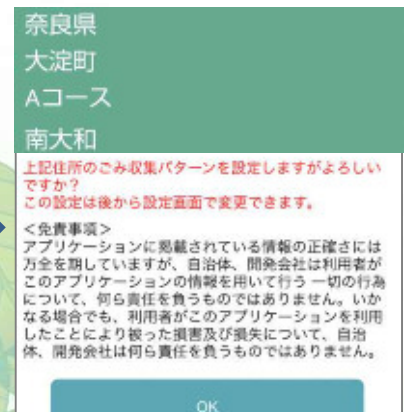 奈良県
大淀町
Aコース
南大和
上記住所のごみ収集パターンを設定しますがよろしい
ですか？
この設定は後から設定画面で変更できます。
＜免責事項＞
アプリケーションに掲載されている情報の正確さには
万全を期していますが、自治体、開発会社は利用者が
このアプリケーションの情報を用いて行う 一切の行為
について、何ら責任を負うものではありません。いか
なる場合でも、利用者がこのアプリケーションを利用
したことにより被った損害及び損失について、自治
体、開発会社は何ら責任を負うものではありません。
OK